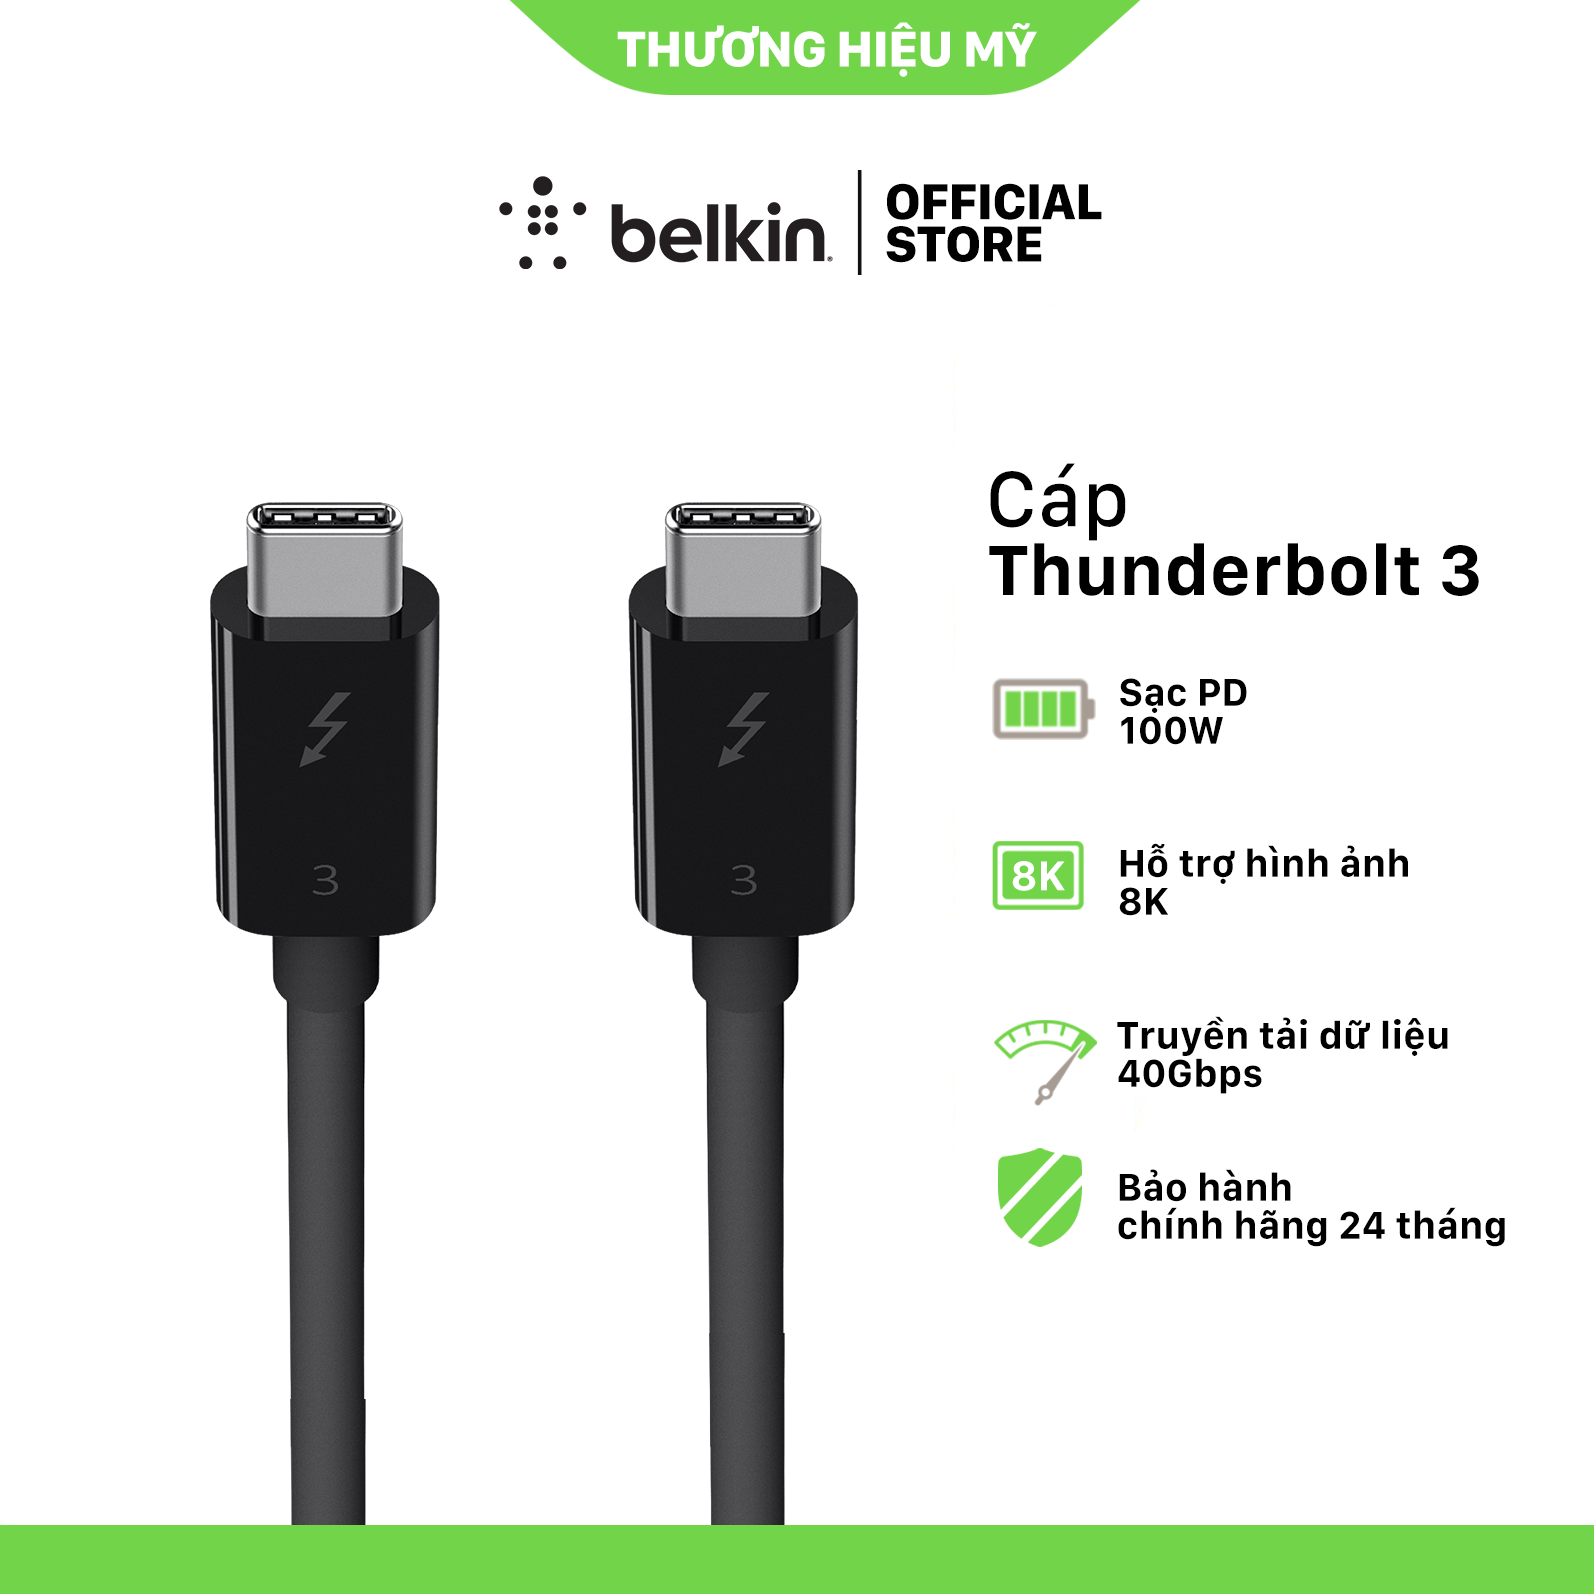 THƯƠNG HIỆU MỸ
belkin
OFFICIAL
STORE
Cáp
Thunderbolt 3
Sạc PD
100W
8K
Hỗ trợ hình ảnh
8K
Truyền tải dữ liệu
40Gbps
Bảo hành
chính hãng 24 tháng
3
3